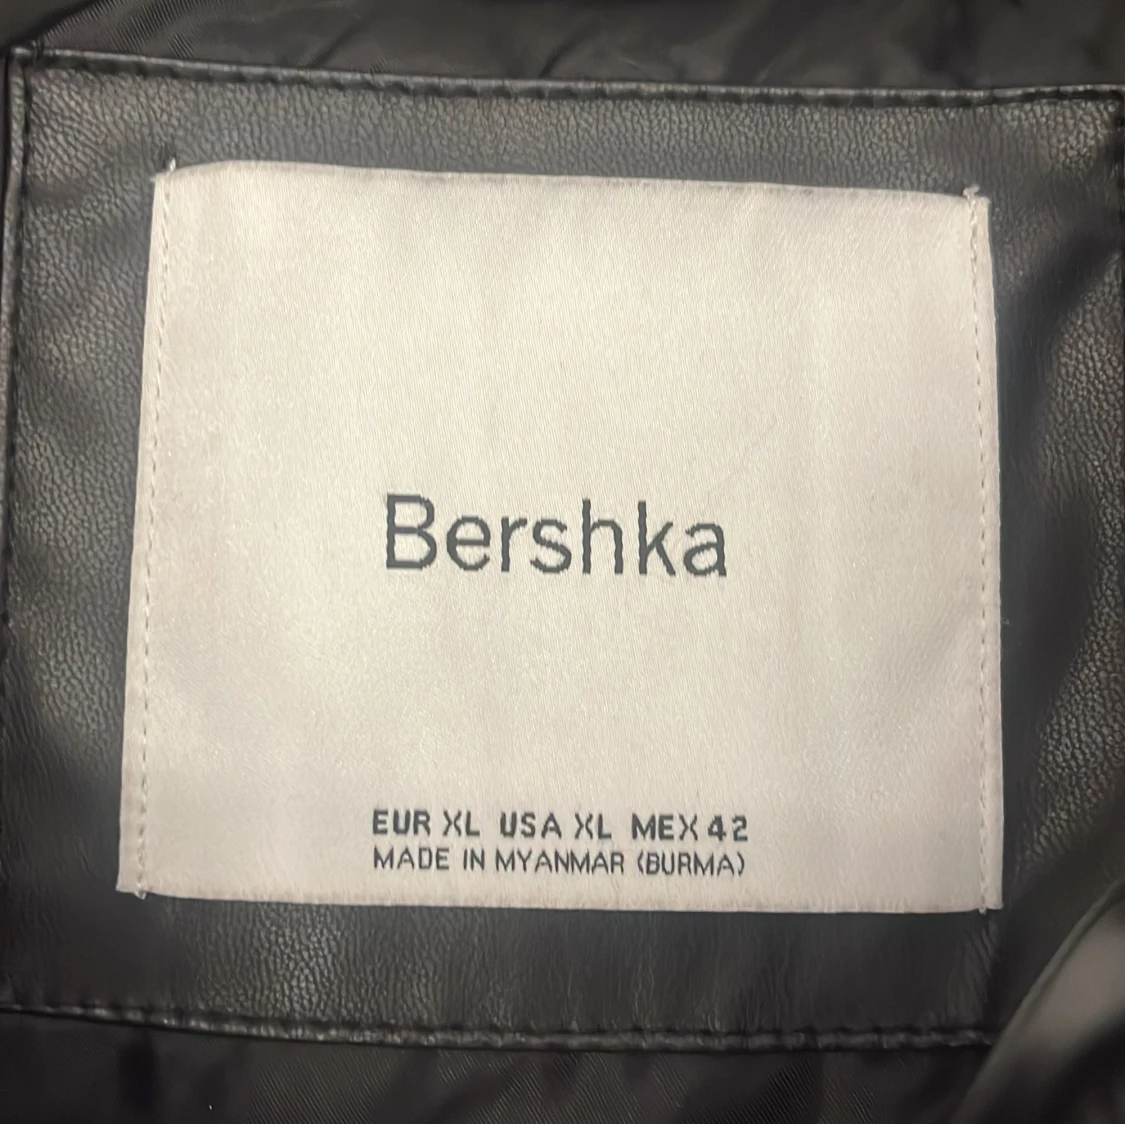 Bershka
EUR XL USA XL MEX 42
MADE IN MYANMAR (BURMA)